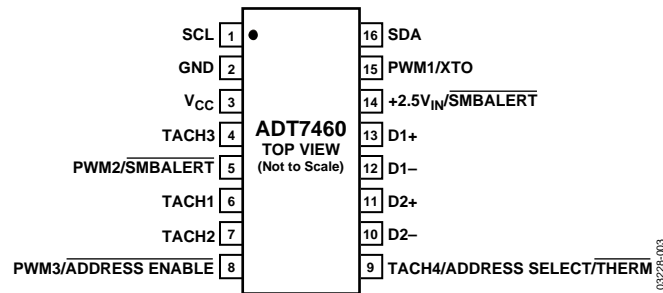 SCL 1
GND 2
VCC 3
TACH3 4
PWM2/SMBALERT 5
TACH1 6
TACH2 7
PWM3/ADDRESS ENABLE 8
ADT7460
TOP VIEW
(Not to Scale)
16 SDA
15 PWM1/XTO
14 +2.5VIN/SMBALERT
13 D1+
12 D1–
11 D2+
10 D2–
9 TACH4/ADDRESS SELECT/THERM
03228-003